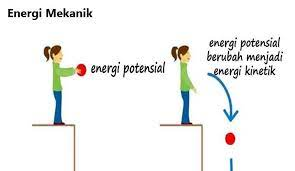 Energi Mekanik
energi potensial
energi potensial
berubah menjadi
energi kinetik